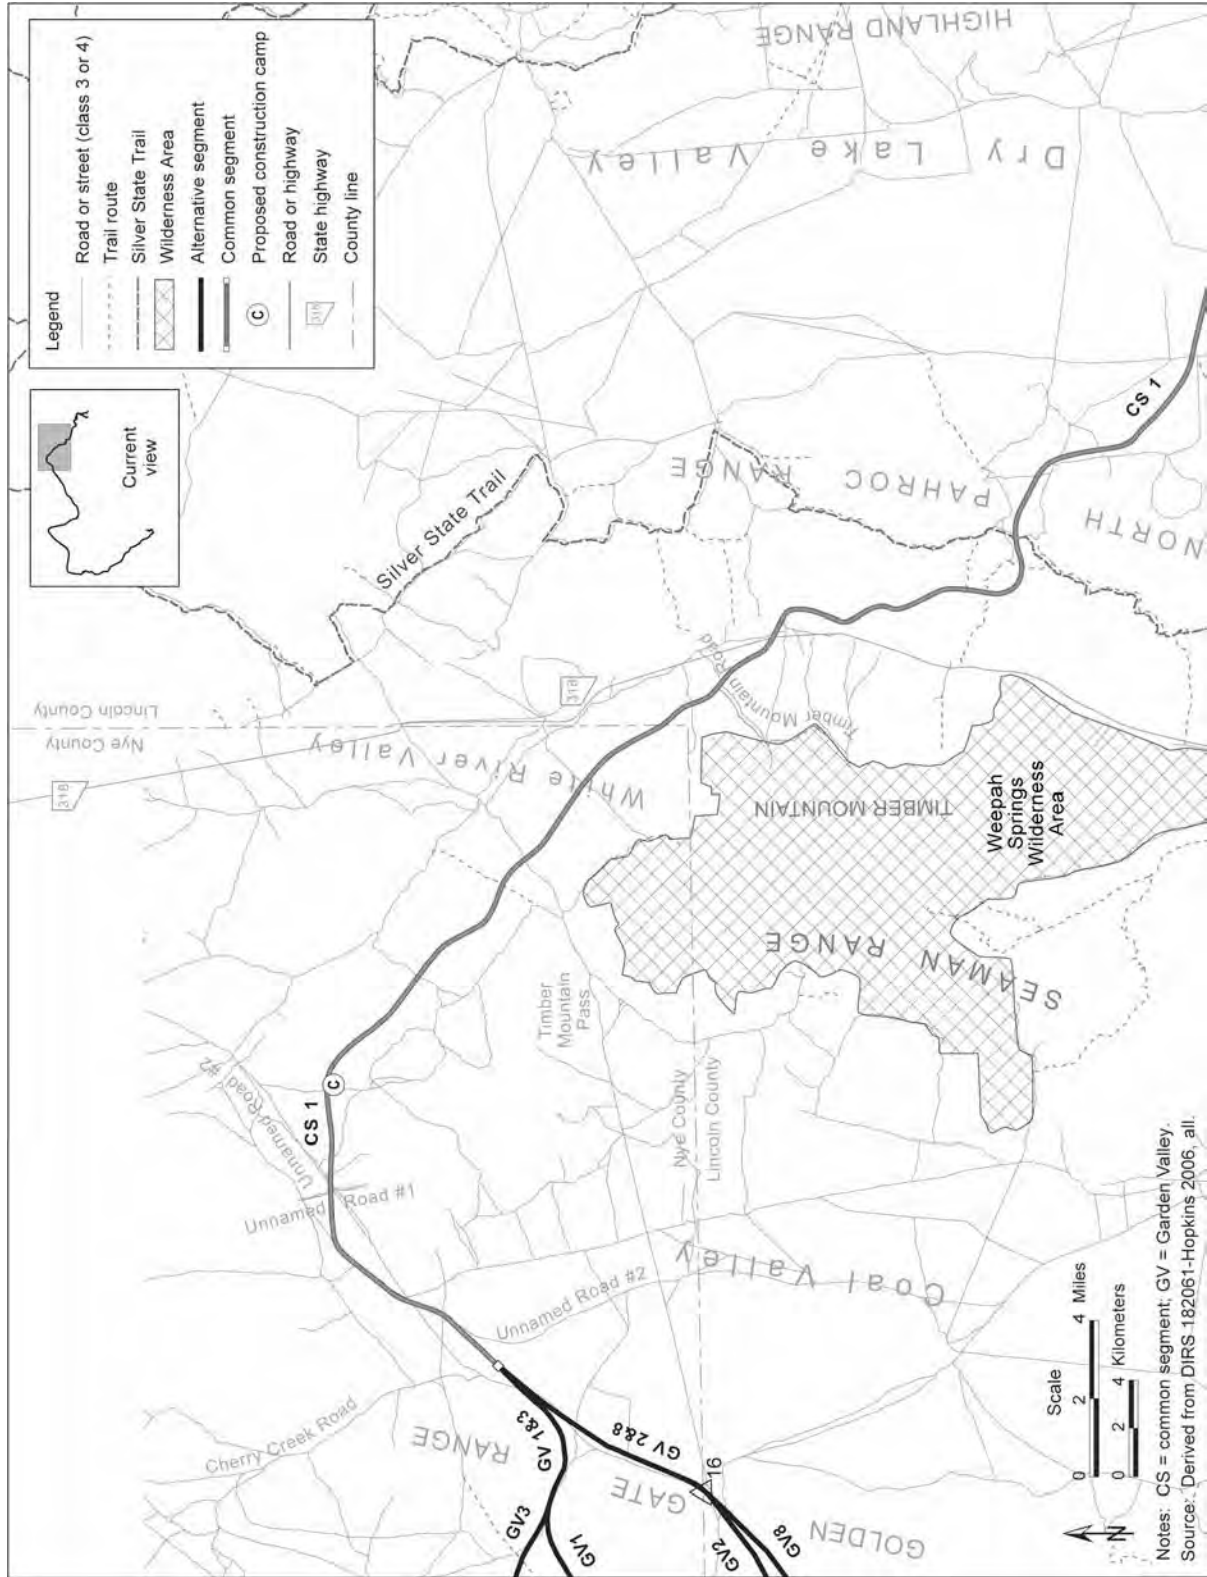 Legend
Road or street (class 3 or 4)
Trail route
Silver State Trail
Wilderness Area
Alternative segment
Common segment
C
Proposed construction camp
Road or highway
318
State highway
County line
Current
view
Silver State Trail
HIGHLAND RANGE
Dry Lake Valley
NORTH
PAHROC
RANGE
CS 1
Lincoln County
Nye County
318
318
White River Valley
Timber Mountain Road
TIMBER MOUNTAIN
Weepah
Springs
Wilderness
Area
SEAMAN RANGE
Timber
Mountain
Pass
Nye County
Lincoln County
Unnamed Road #2
C
CS 1
Unnamed Road #1
Unnamed Road #2
Coal Valley
Cherry Creek Road
GOLDEN
GATE
RANGE
GV 1&3
GV 2&8
GV3
GV1
16
GV2
GV8
Scale
0 2 4 Miles
0 2 4 Kilometers
N
Notes: CS = common segment; GV = Garden Valley.
Source: Derived from DIRS 182061-Hopkins 2006, all.